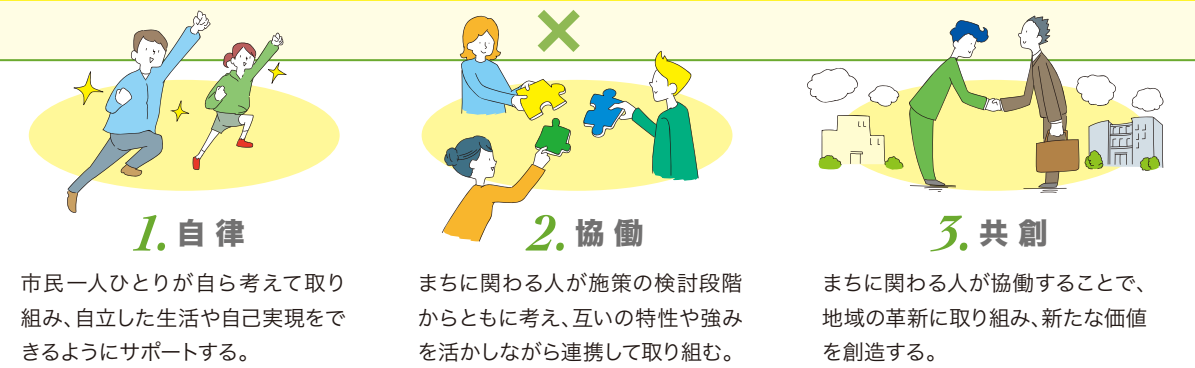 ×
1. 自律
市民一人ひとりが自ら考えて取り
組み、自立した生活や自己実現をで
きるようにサポートする。
2. 協働
まちに関わる人が施策の検討段階
からともに考え、互いの特性や強み
を活かしながら連携して取り組む。
3. 共創
まちに関わる人が協働することで、
地域の革新に取り組み、新たな価値
を創造する。